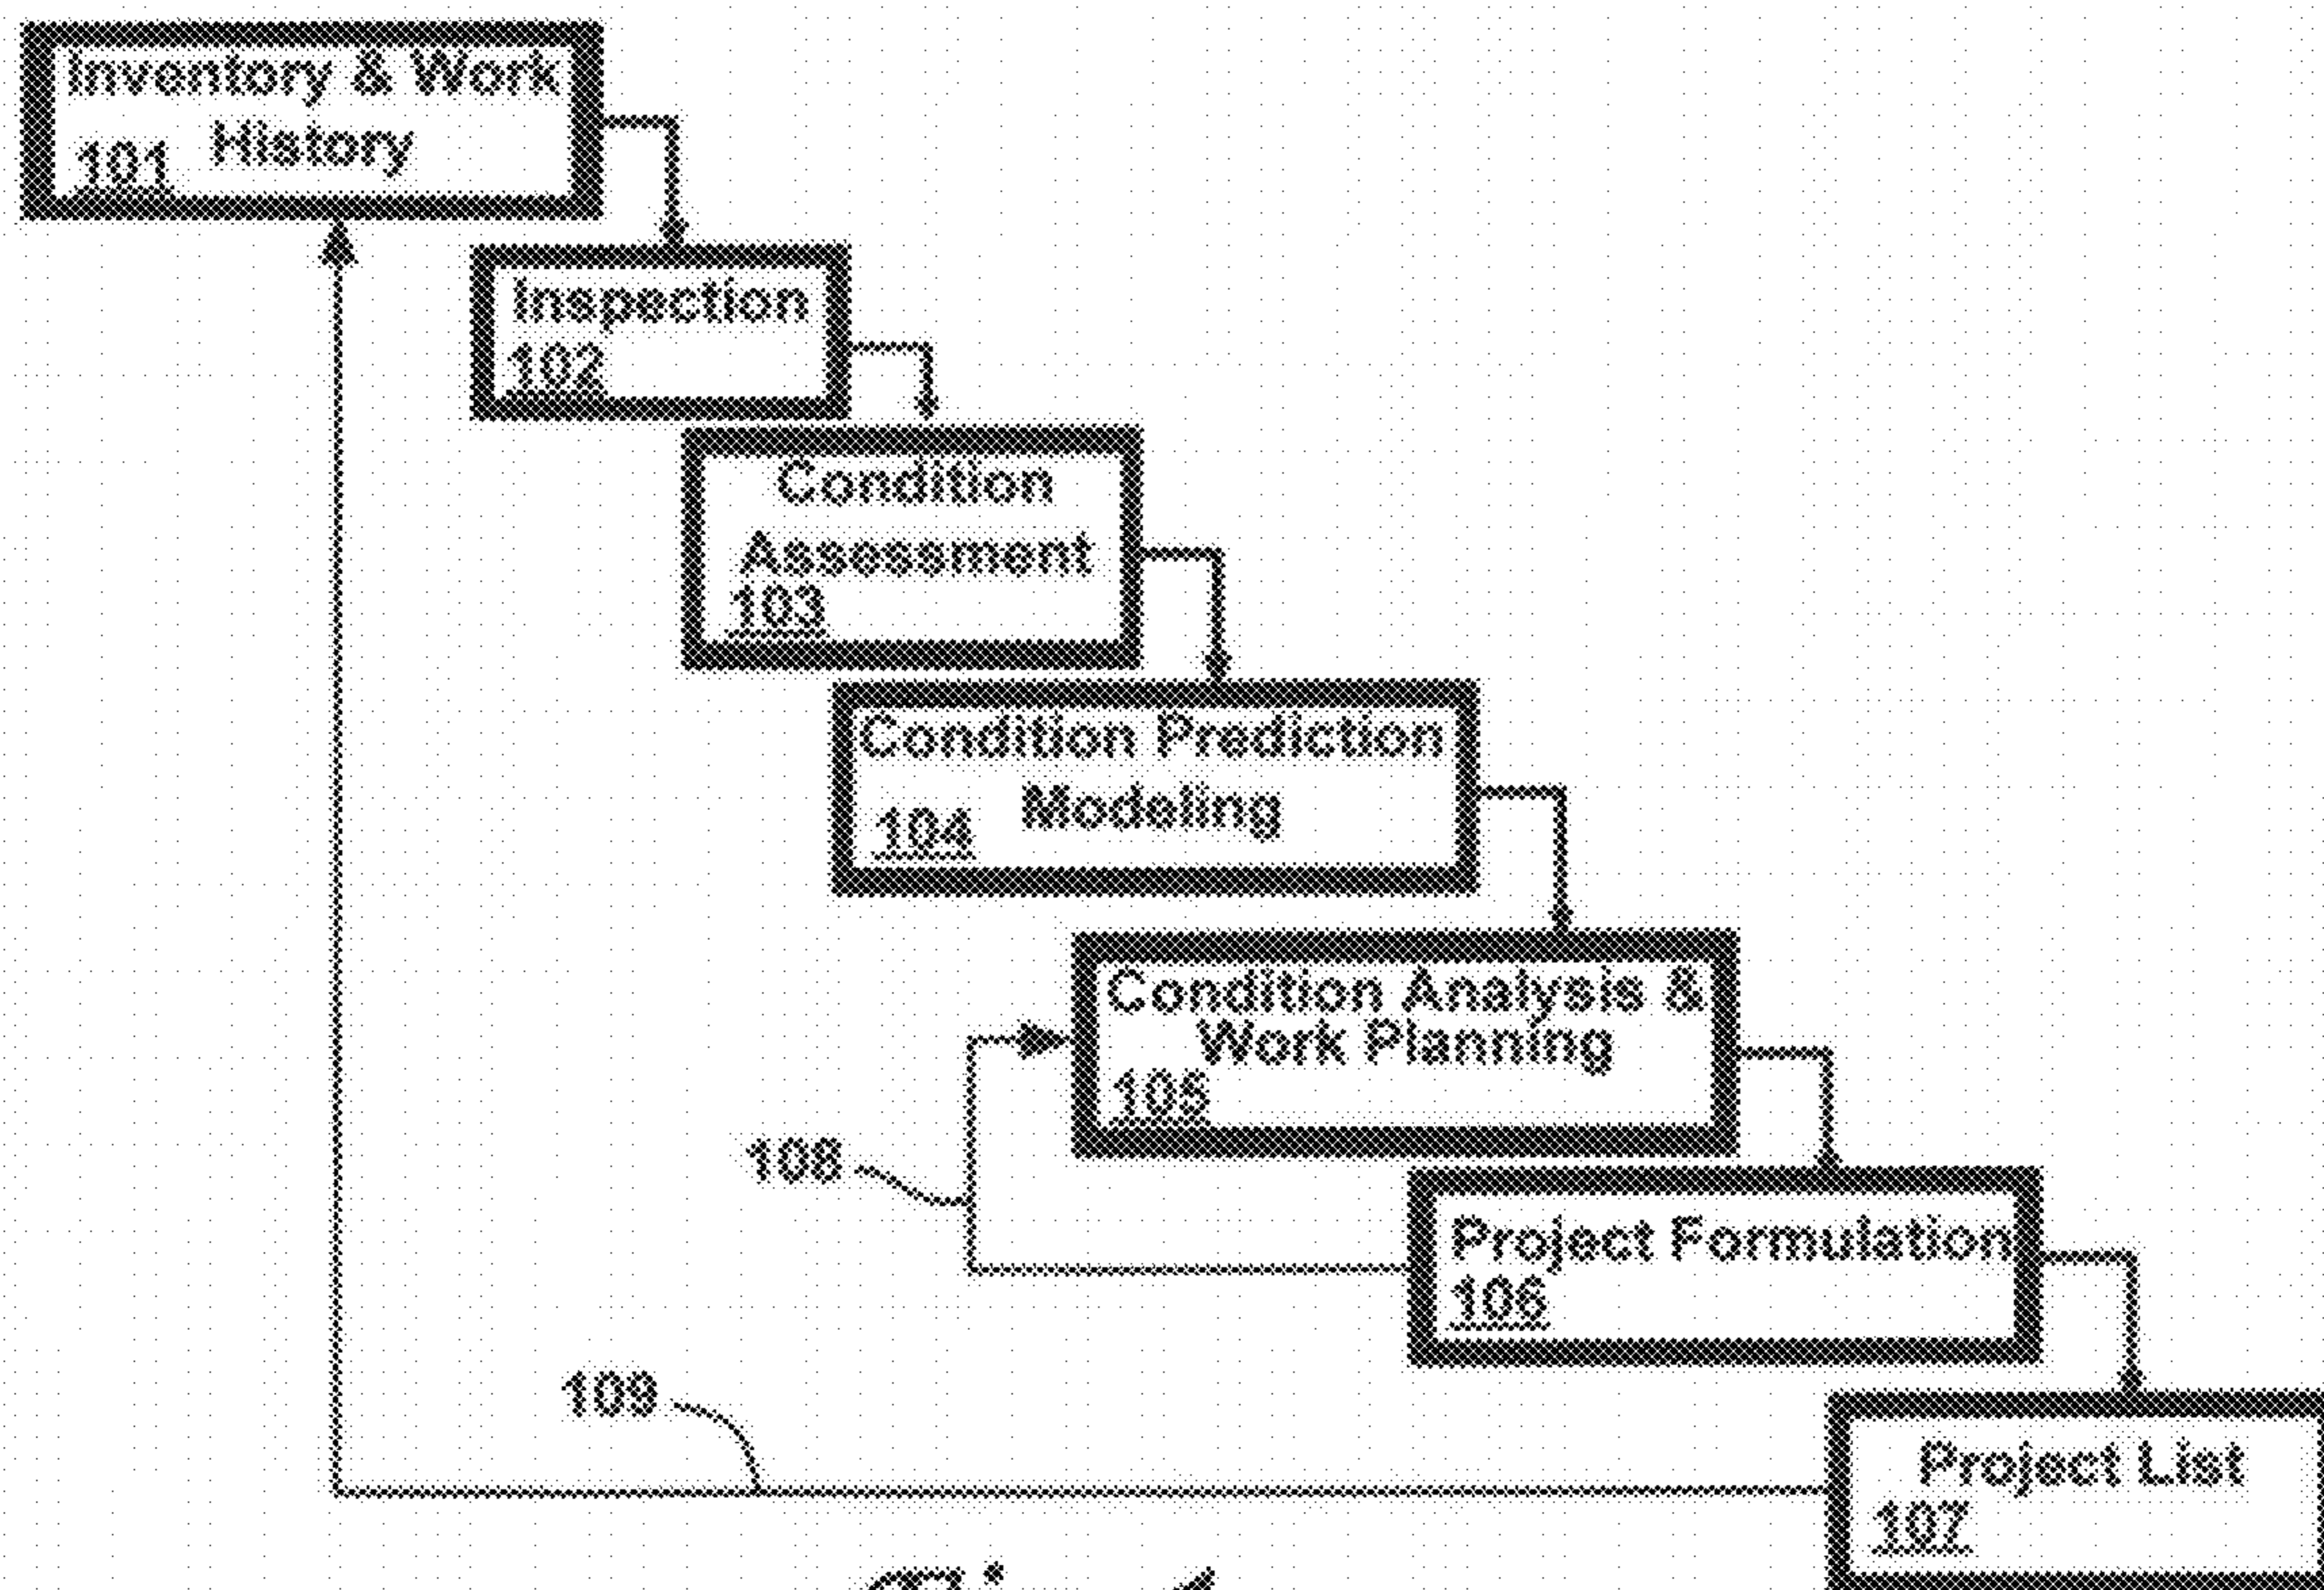 Inventory & Work
History
101
Inspection
102
Condition
Assessment
103
Condition Prediction
Modeling
104
Condition Analysis &
Work Planning
105
108
Project Formulation
106
109
Project List
107